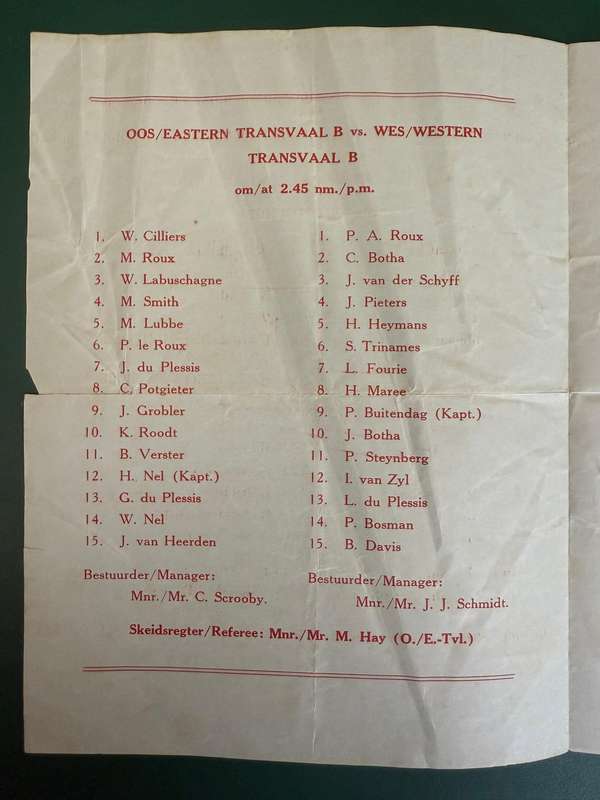 OOS/EASTERN TRANSVAAL B vs. WES/WESTERN
TRANSVAAL B
om/at 2.45 nm./p.m.
1. W. Cilliers
2. M. Roux
3. W. Labuschagne
4. M. Smith
5. M. Lubbe
6. P. le Roux
7. J. du Plessis
8. C. Potgieter
9. J. Grobler
10. K. Roodt
11. B. Verster
12. H. Nel (Kapt.)
13. G. du Plessis
14. W. Nel
15. J. van Heerden
Bestuurder/Manager:
Mnr./Mr. C. Scrooby.
1. P. A. Roux
2. C. Botha
3. J. van der Schyff
4. J. Pieters
5. H. Heymans
6. S. Trinames
7. L. Fourie
8. H. Maree
9. P. Buitendag (Kapt.)
10. J. Botha
11. P. Steynberg
12. I. van Zyl
13. L. du Plessis
14. P. Bosman
15. B. Davis
Bestuurder/Manager:
Mnr./Mr. J. J. Schmidt.
Skeidsregter/Referee: Mnr./Mr. M. Hay (O./E.-Tvl.)